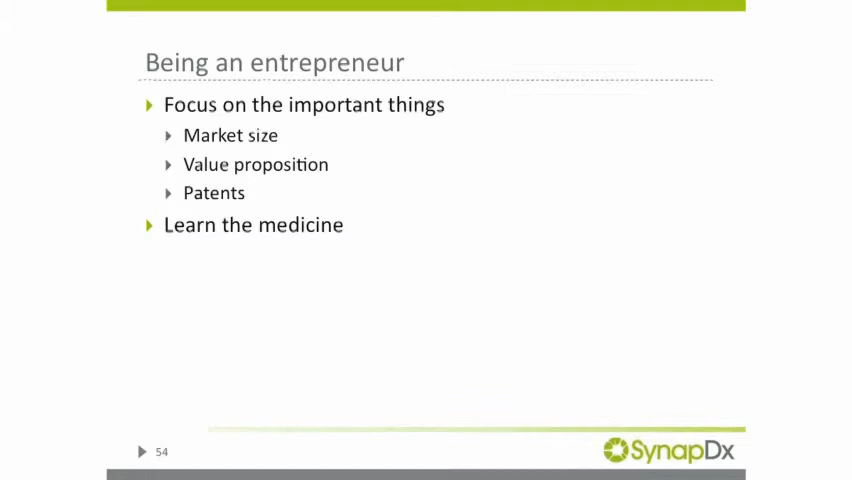 Being an entrepreneur
Focus on the important things
Market size
Value proposition
Patents
Learn the medicine
54
SynapDx